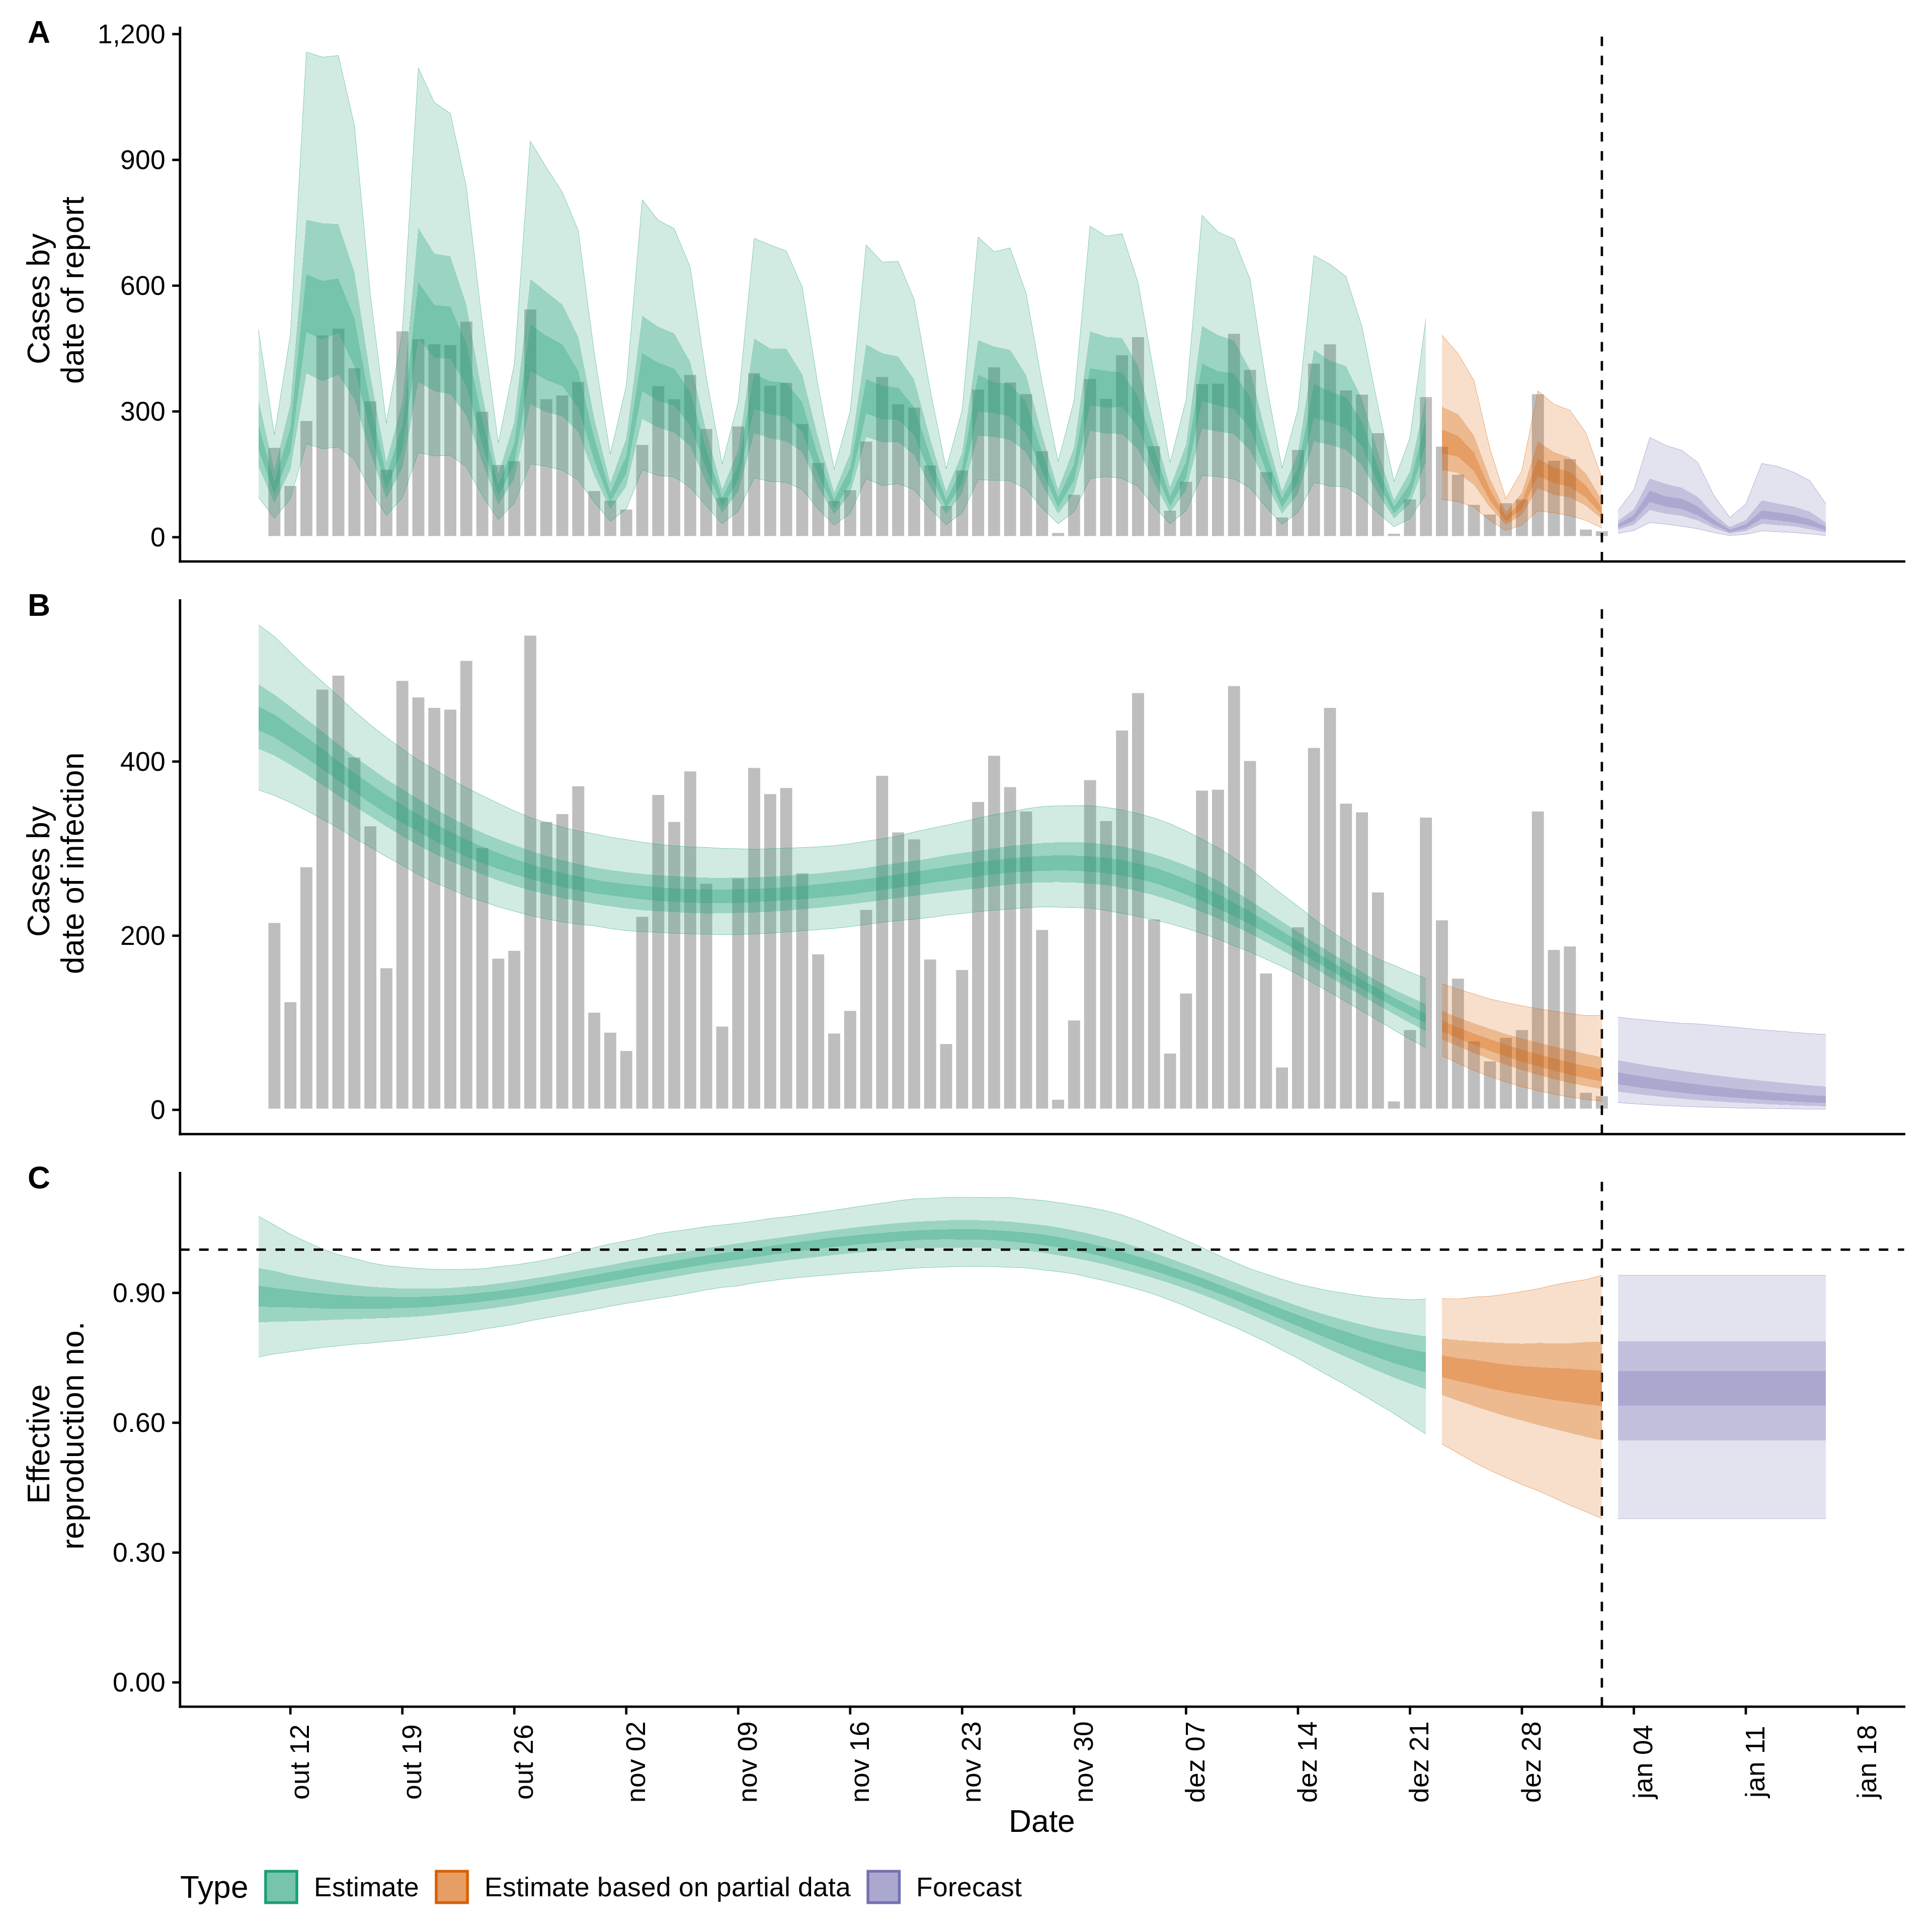 A
1,200
900
600
300
0
Cases by
date of report
B
400
200
0
Cases by
date of infection
C
0.90
0.60
0.30
0.00
Effective
reproduction no.
out 12
out 19
out 26
nov 02
nov 09
nov 16
nov 23
nov 30
dez 07
dez 14
dez 21
dez 28
jan 04
jan 11
jan 18
Date
Type Estimate Estimate based on partial data Forecast